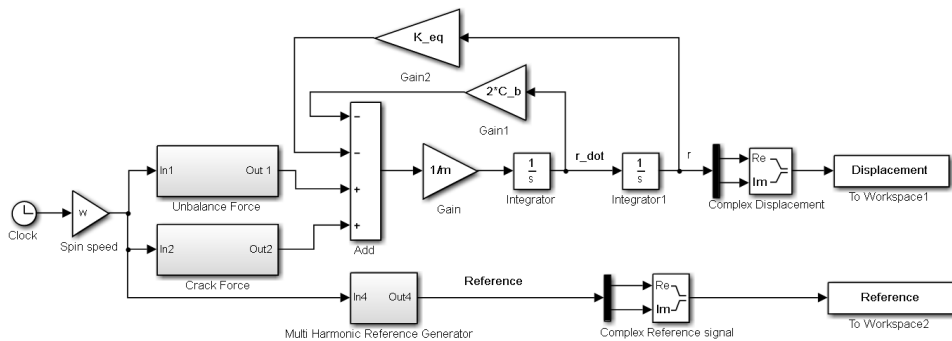 K_eq
Gain2
2*C_b
Gain1
−
−
+
+
Add
1/m
Gain
1
s
Integrator
r_dot
1
s
Integrator1
r
Re
Im
Complex Displacement
Displacement
To Workspace1
In1
Out 1
Unbalance Force
Clock
w
Spin speed
In2
Out2
Crack Force
In4
Out4
Multi Harmonic Reference Generator
Reference
Re
Im
Complex Reference signal
Reference
To Workspace2